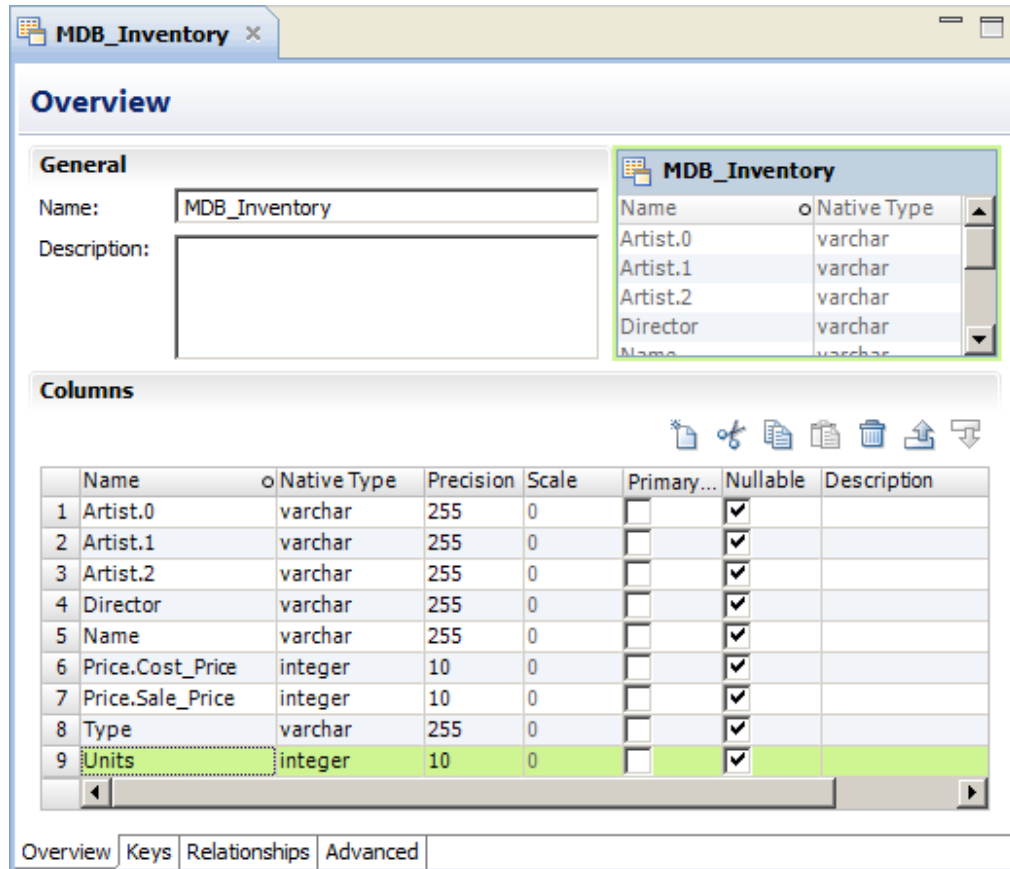 MDB_Inventory
Overview
General
Name: MDB_Inventory
Description:
MDB_Inventory
Name Native Type
Artist.0 varchar
Artist.1 varchar
Artist.2 varchar
Director varchar
Name varchar
Columns
Name Native Type Precision Scale Primary... Nullable Description
1 Artist.0 varchar 255 0
2 Artist.1 varchar 255 0
3 Artist.2 varchar 255 0
4 Director varchar 255 0
5 Name varchar 255 0
6 Price.Cost_Price integer 10 0
7 Price.Sale_Price integer 10 0
8 Type varchar 255 0
9 Units integer 10 0
Overview Keys Relationships Advanced